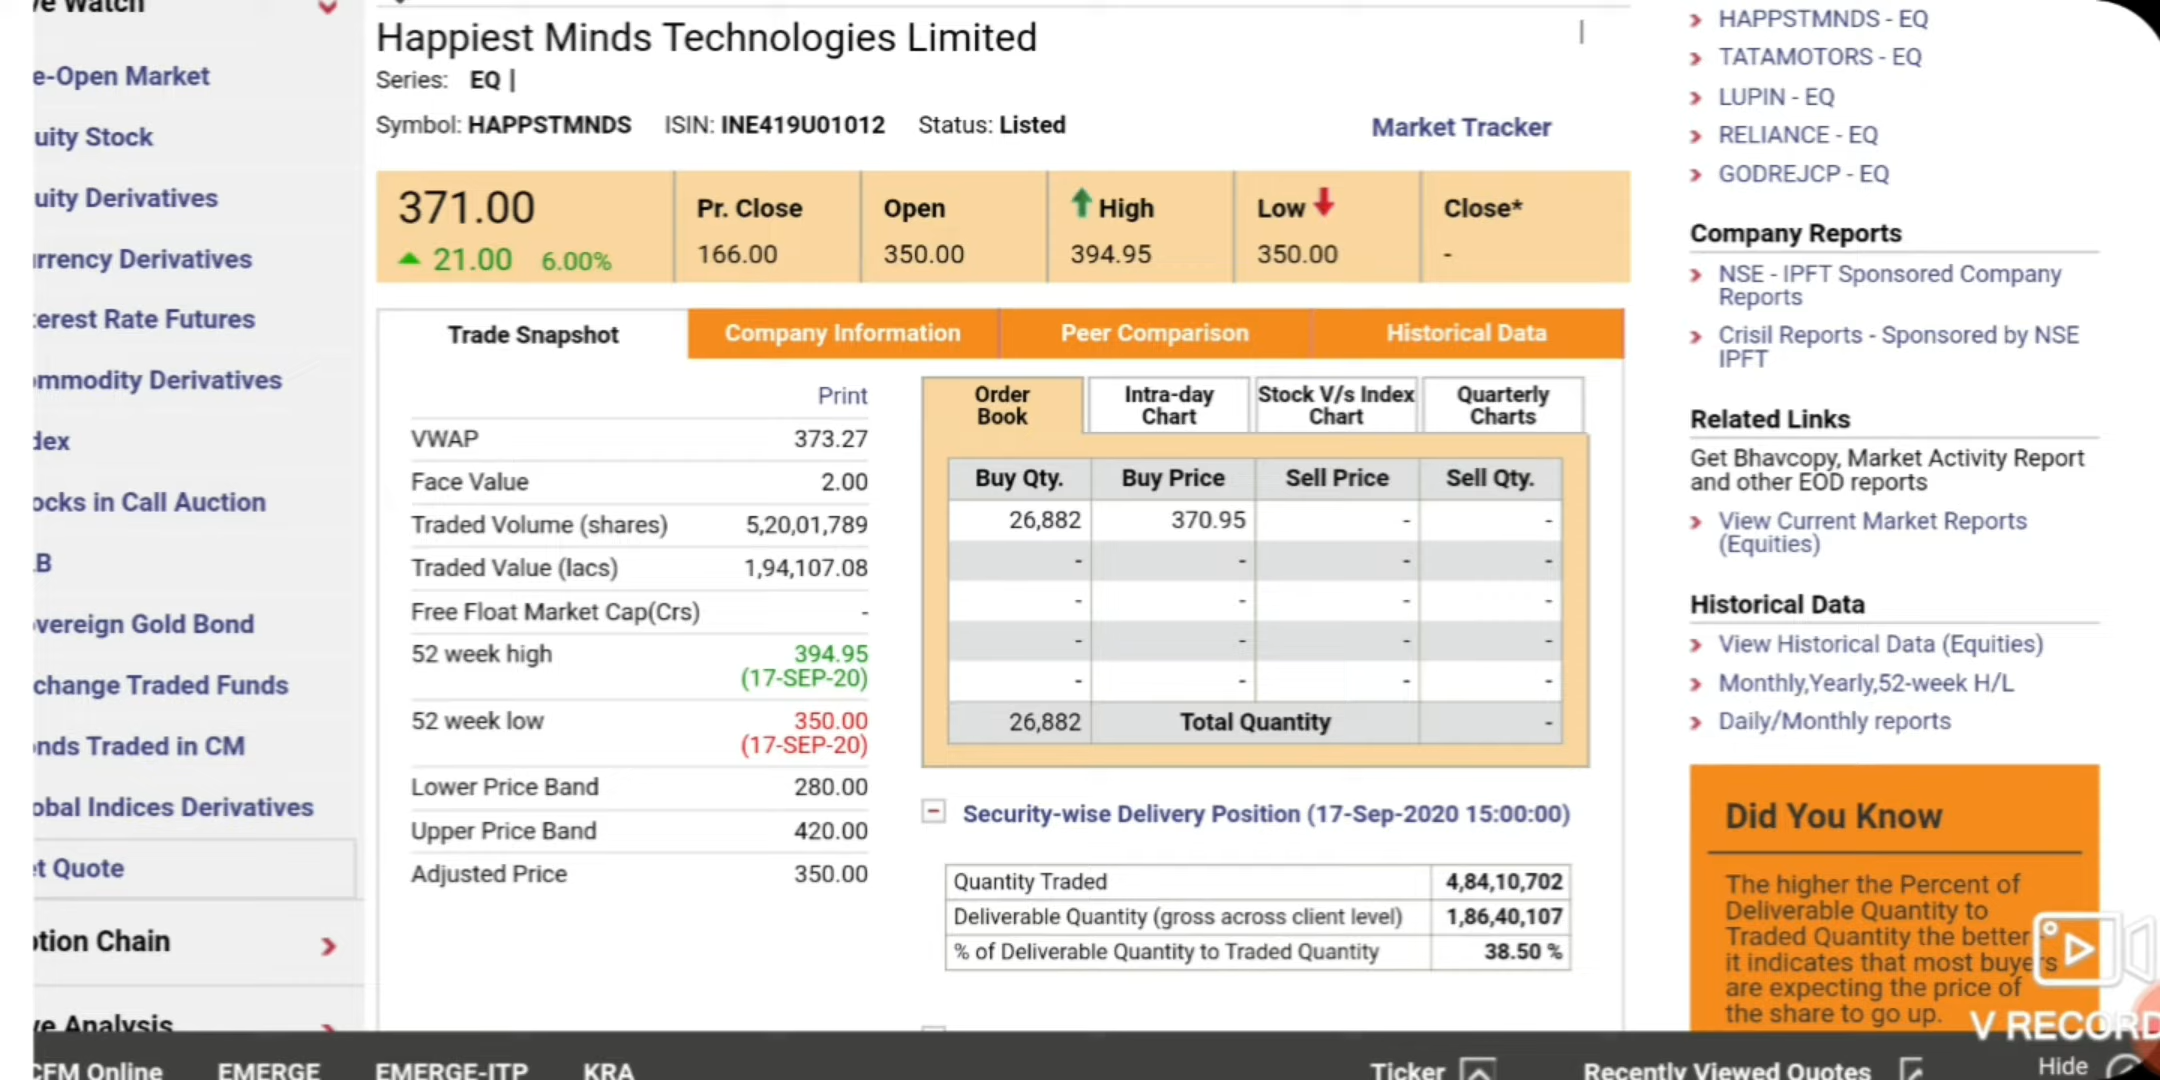 Happiest Minds Technologies Limited
Series: EQ |
Symbol: HAPPSTMNDS ISIN: INE419U01012 Status: Listed
Market Tracker
371.00
21.00 6.00%
Pr. Close
166.00
Open
350.00
High
394.95
Low
350.00
Close*
-
Trade Snapshot
Company Information
Peer Comparison
Historical Data
Print
VWAP 373.27
Face Value 2.00
Traded Volume (shares) 5,20,01,789
Traded Value (lacs) 1,94,107.08
Free Float Market Cap(Crs) -
52 week high 394.95
(17-SEP-20)
52 week low 350.00
(17-SEP-20)
Lower Price Band 280.00
Upper Price Band 420.00
Adjusted Price 350.00
Order
Book
Intra-day
Chart
Stock V/s Index
Chart
Quarterly
Charts
Buy Qty. Buy Price Sell Price Sell Qty.
26,882 370.95 - -
- - - -
- - - -
- - - -
- - - -
26,882 Total Quantity -
Security-wise Delivery Position (17-Sep-2020 15:00:00)
Quantity Traded 4,84,10,702
Deliverable Quantity (gross across client level) 1,86,40,107
% of Deliverable Quantity to Traded Quantity 38.50 %
e-Open Market
uity Stock
uity Derivatives
rrency Derivatives
erest Rate Futures
mmodity Derivatives
dex
ocks in Call Auction
B
vereign Gold Bond
change Traded Funds
nds Traded in CM
obal Indices Derivatives
t Quote
tion Chain
ve Analysis
HAPPSTMNDS - EQ
TATAMOTORS - EQ
LUPIN - EQ
RELIANCE - EQ
GODREJCP - EQ
Company Reports
NSE - IPFT Sponsored Company
Reports
Crisil Reports - Sponsored by NSE
IPFT
Related Links
Get Bhavcopy, Market Activity Report
and other EOD reports
View Current Market Reports
(Equities)
Historical Data
View Historical Data (Equities)
Monthly,Yearly,52-week H/L
Daily/Monthly reports
Did You Know
The higher the Percent of
Deliverable Quantity to
Traded Quantity the better
it indicates that most buyers
are expecting the price of
the share to go up.
V RECORD
CFM Online EMERGE EMERGE-ITP KRA
Ticker Recently Viewed Quotes Hide